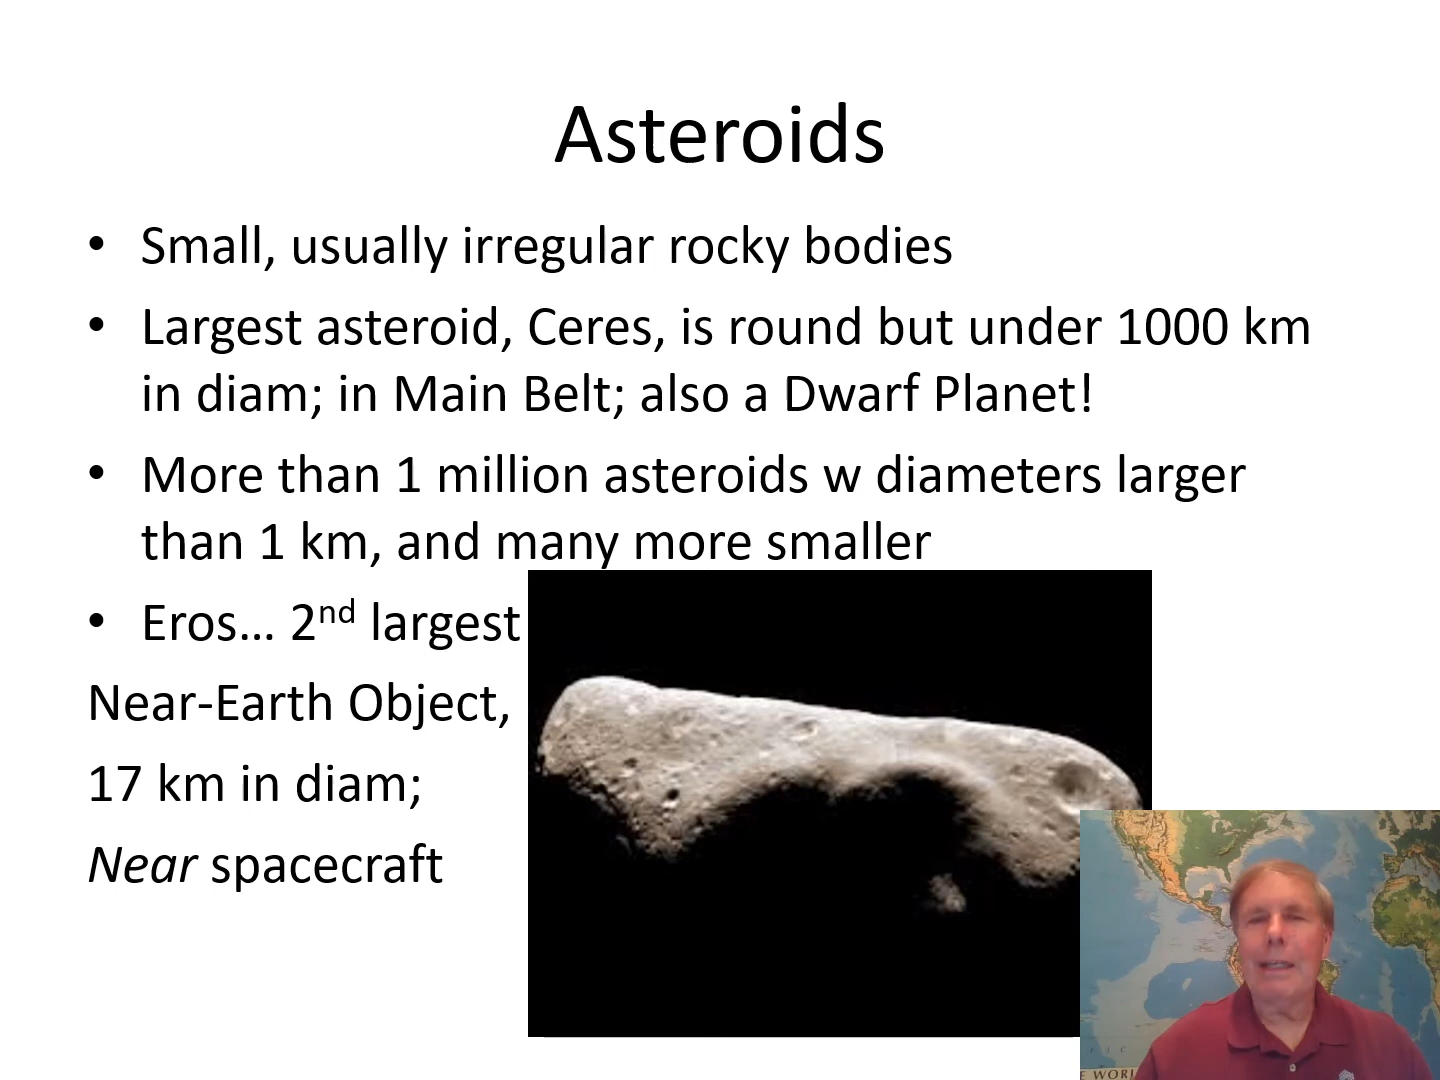 Asteroids
• Small, usually irregular rocky bodies
• Largest asteroid, Ceres, is round but under 1000 km
in diam; in Main Belt; also a Dwarf Planet!
• More than 1 million asteroids w diameters larger
than 1 km, and many more smaller
• Eros… 2nd largest
Near-Earth Object,
17 km in diam;
Near spacecraft